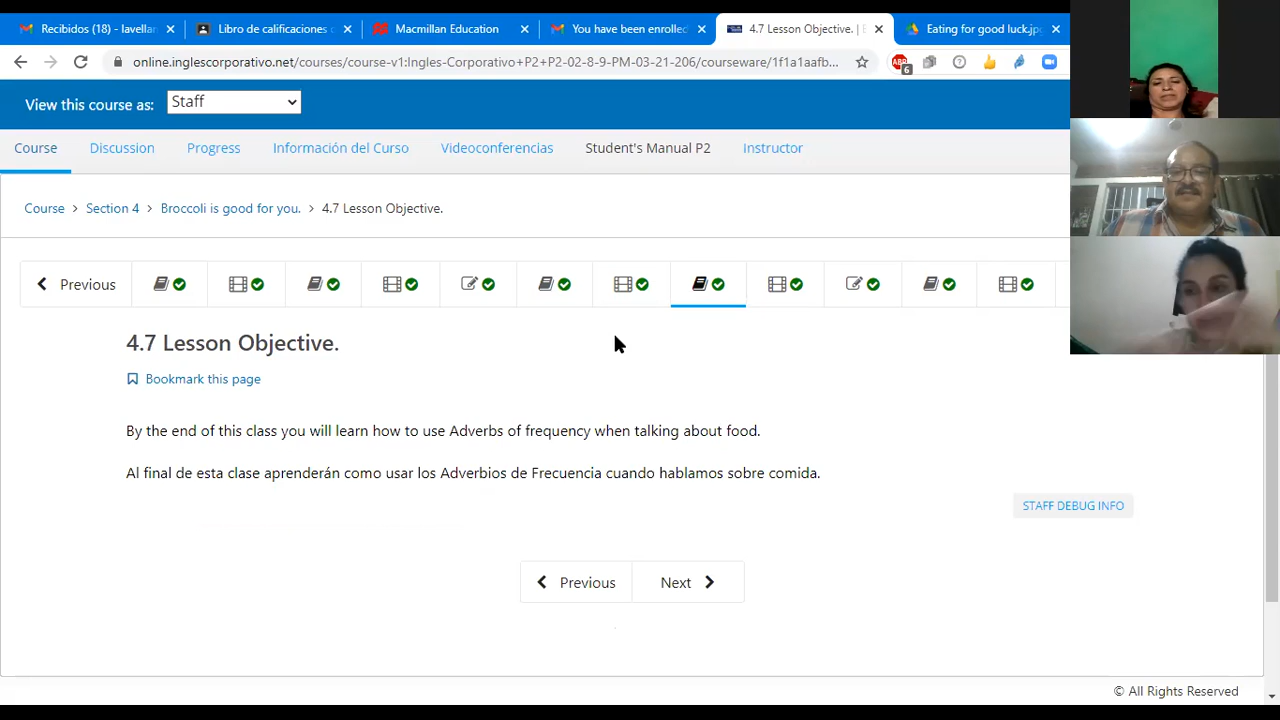 Recibidos (18) - lavellan
Libro de calificaciones c
Macmillan Education
You have been enrolled
4.7 Lesson Objective. |
Eating for good luck.jpg
online.inglescorporativo.net/courses/
se-v1:Ingles-Corporativo+P2+P2-02-8-9-PM-03-21-206/courseware/1f1a1aafb...
ABP
6
View this course as:
Staff
Course
Discussion
Progress
Información del Curso
Videoconferencias
Student's Manual P2
Instructor
Course > Section 4 > Broccoli is good for you. > 4.7 Lesson Objective.
Previous
4.7 Lesson Objective.
Bookmark this page
By the end of this class you will learn how to use Adverbs of frequency when talking about food.
Al final de esta clase aprenderán como usar los Adverbios de Frecuencia cuando hablamos sobre comida.
STAFF DEBUG INFO
Previous
Next
© All Rights Reserved